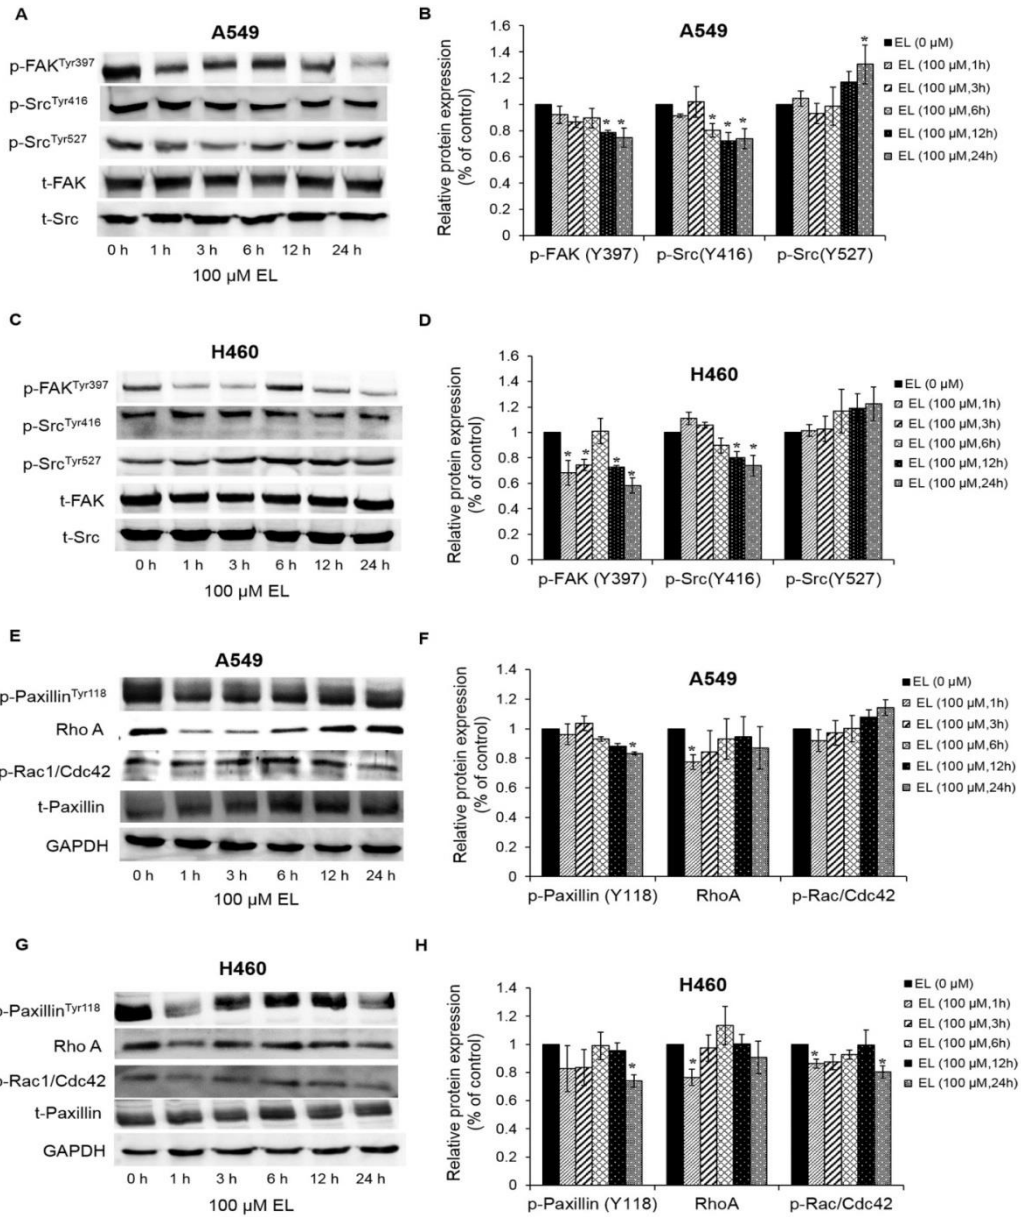 A
A549
p-FAKTyr397
p-SrcTyr416
p-SrcTyr527
t-FAK
t-Src
0 h 1 h 3 h 6 h 12 h 24 h
100 µM EL
B
A549
Relative protein expression
(% of control)
1.6
1.4
1.2
1
0.8
0.6
0.4
0.2
0
* * * * * * *
p-FAK (Y397) p-Src(Y416) p-Src(Y527)
EL (0 µM)
EL (100 µM,1h)
EL (100 µM,3h)
EL (100 µM,6h)
EL (100 µM,12h)
EL (100 µM,24h)
C
H460
p-FAKTyr397
p-SrcTyr416
p-SrcTyr527
t-FAK
t-Src
0 h 1 h 3 h 6 h 12 h 24 h
100 µM EL
D
H460
Relative protein expression
(% of control)
1.6
1.4
1.2
1
0.8
0.6
0.4
0.2
0
* * * * * *
p-FAK (Y397) p-Src(Y416) p-Src(Y527)
EL (0 µM)
EL (100 µM,1h)
EL (100 µM,3h)
EL (100 µM,6h)
EL (100 µM,12h)
EL (100 µM,24h)
E
A549
p-PaxillinTyr118
Rho A
p-Rac1/Cdc42
t-Paxillin
GAPDH
0 h 1 h 3 h 6 h 12 h 24 h
100 µM EL
F
A549
Relative protein expression
(% of control)
1.4
1.2
1
0.8
0.6
0.4
0.2
0
* *
p-Paxillin (Y118) RhoA p-Rac/Cdc42
EL (0 µM)
EL (100 µM,1h)
EL (100 µM,3h)
EL (100 µM,6h)
EL (100 µM,12h)
EL (100 µM,24h)
G
H460
p-PaxillinTyr118
Rho A
p-Rac1/Cdc42
t-Paxillin
GAPDH
0 h 1 h 3 h 6 h 12 h 24 h
100 µM EL
H
H460
Relative protein expression
(% of control)
1.4
1.2
1
0.8
0.6
0.4
0.2
0
* * * *
p-Paxillin (Y118) RhoA p-Rac/Cdc42
EL (0 µM)
EL (100 µM,1h)
EL (100 µM,3h)
EL (100 µM,6h)
EL (100 µM,12h)
EL (100 µM,24h)